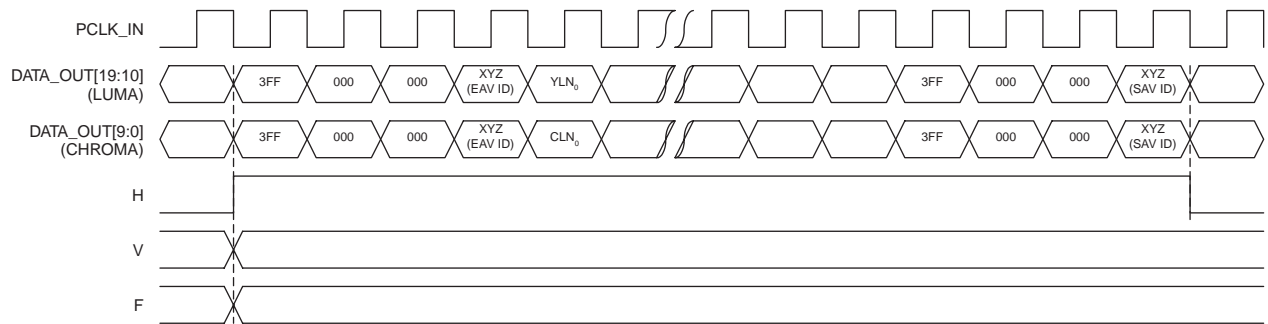 PCLK_IN
DATA_OUT[19:10]
(LUMA)
3FF 000 000 XYZ (EAV ID) YLN₀ 3FF 000 000 XYZ (SAV ID)
DATA_OUT[9:0]
(CHROMA)
3FF 000 000 XYZ (EAV ID) CLN₀ 3FF 000 000 XYZ (SAV ID)
H
V
F